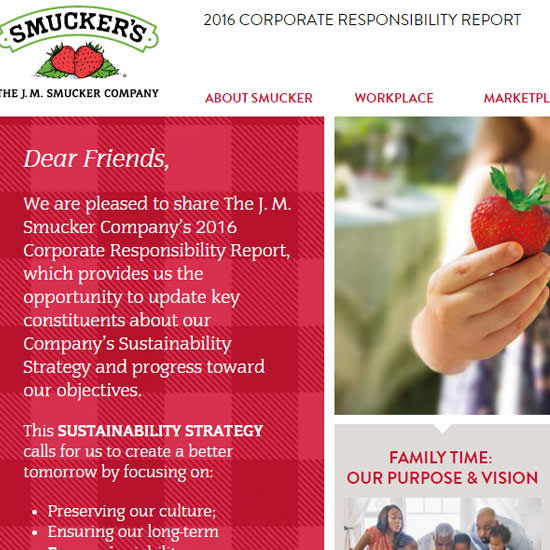 SMUCKER'S
THE J. M. SMUCKER COMPANY
2016 CORPORATE RESPONSIBILITY REPORT
ABOUT SMUCKER
WORKPLACE
MARKETPL
Dear Friends,
We are pleased to share The J. M.
Smucker Company's 2016
Corporate Responsibility Report,
which provides us the
opportunity to update key
constituents about our
Company's Sustainability
Strategy and progress toward
our objectives.
This SUSTAINABILITY STRATEGY
calls for us to create a better
tomorrow by focusing on:
• Preserving our culture;
• Ensuring our long-term
FAMILY TIME:
OUR PURPOSE & VISION